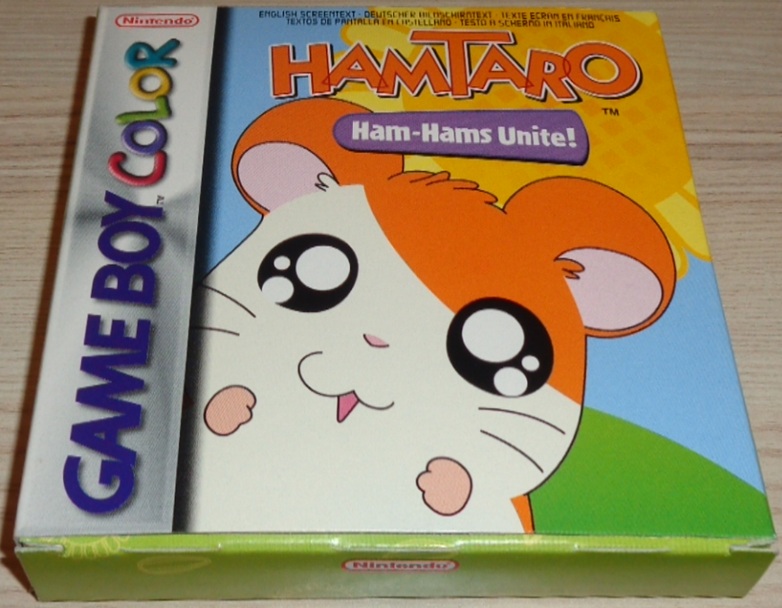 Nintendo
GAME BOY COLOR
TM
ENGLISH SCREENTEXT - DEUTSCHER BILDSCHIRMTEXT - TEXTE ECRAN EN FRANÇAIS
TEXTOS DE PANTALLA EN CASTELLANO - TESTO A SCHERMO IN ITALIANO
HAMTARO
TM
Ham-Hams Unite!
Nintendo